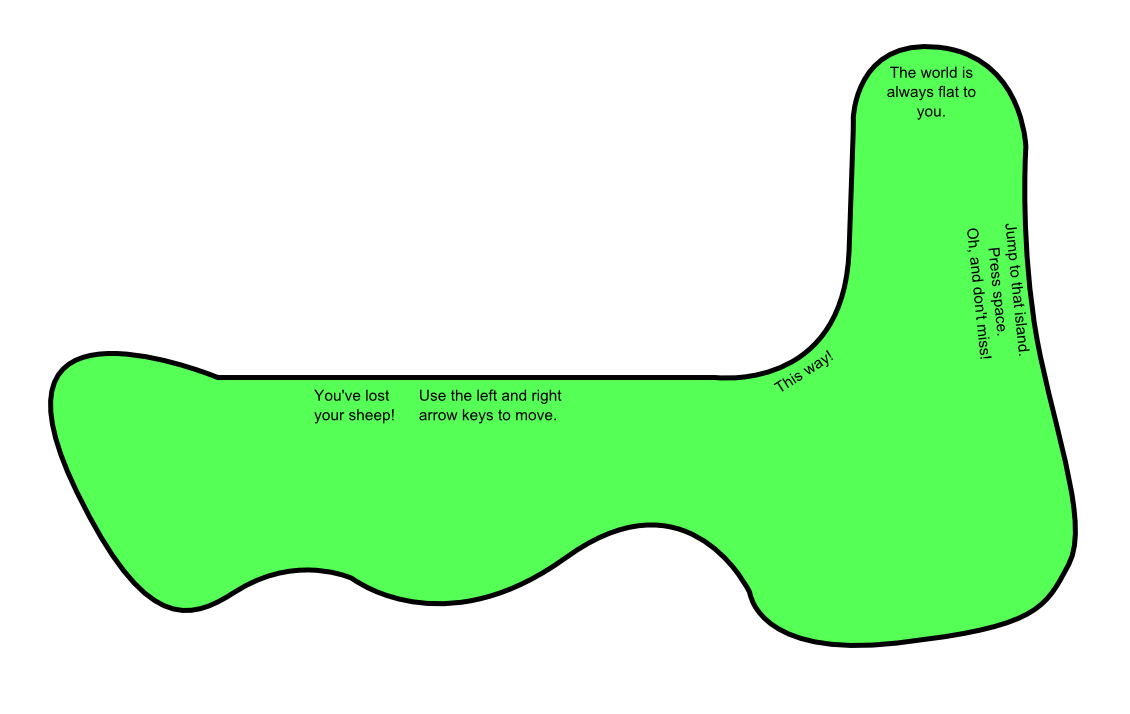 You've lost
your sheep!
Use the left and right
arrow keys to move.
This way!
The world is
always flat to
you.
Jump to that island.
Press space.
Oh, and don't miss!